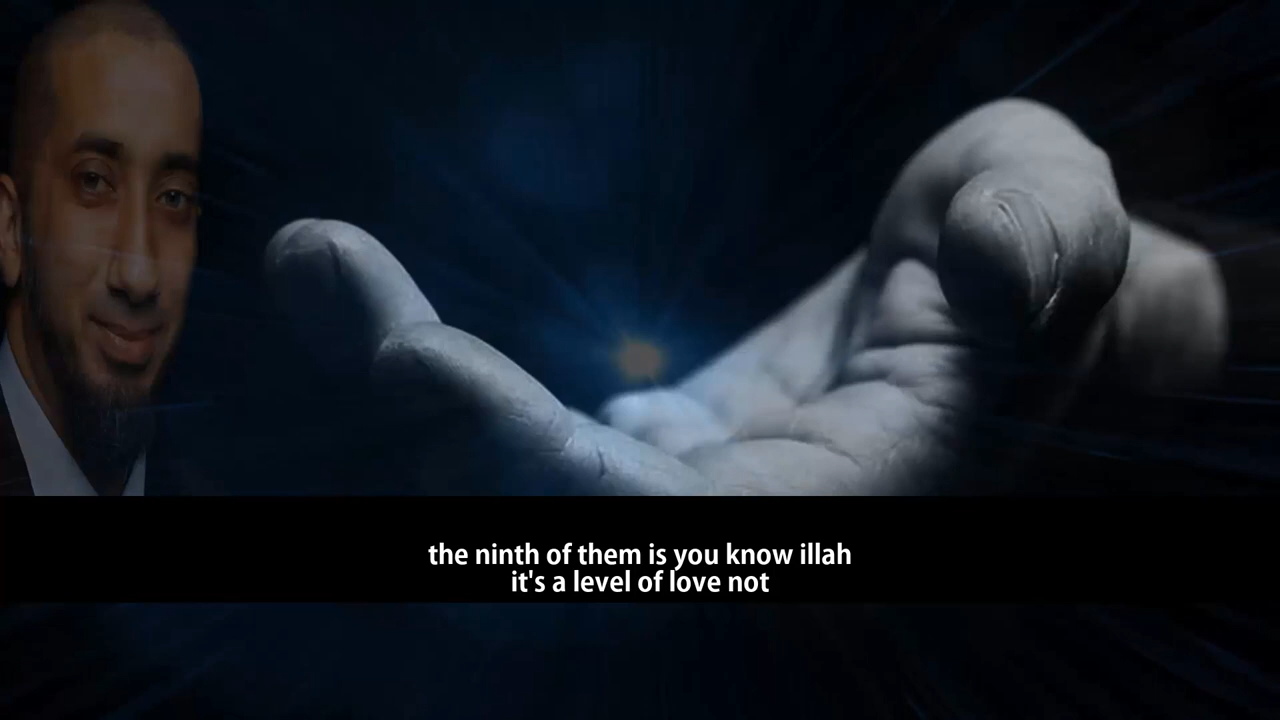 the ninth of them is you know illah
it's a level of love not